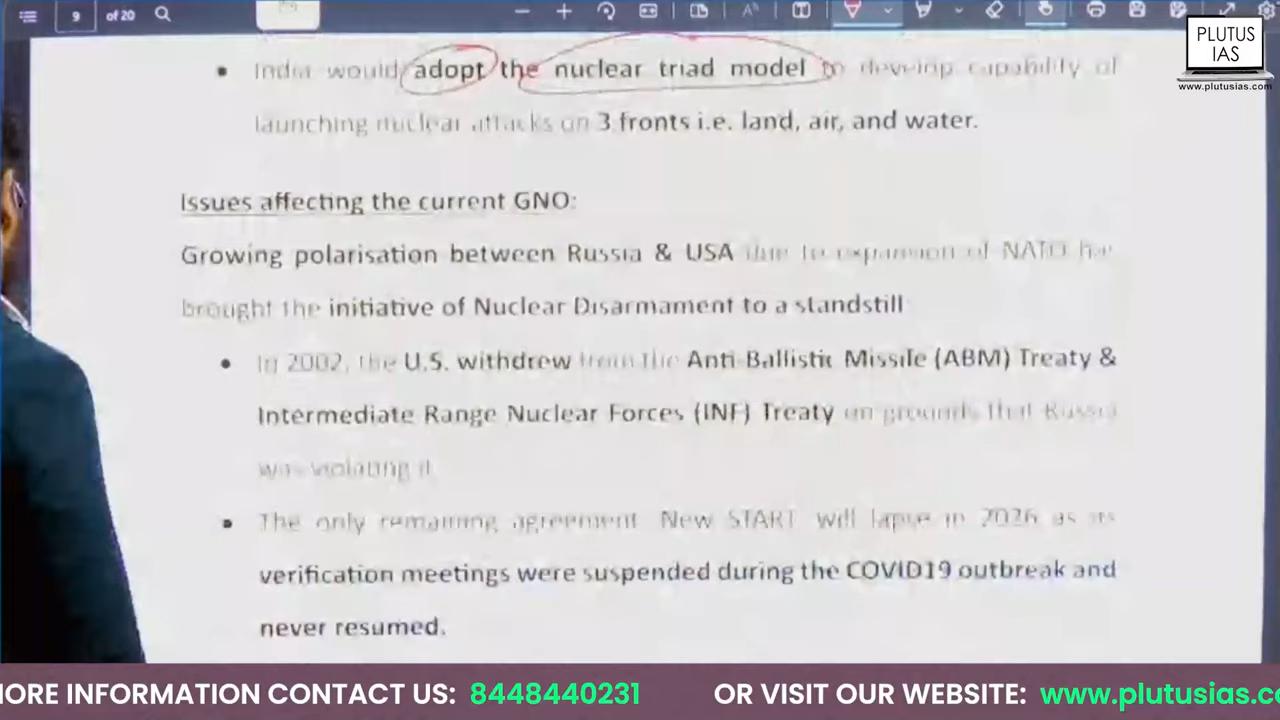 9 of 20
PLUTUS
IAS
www.plutusias.com
India would adopt the nuclear triad model to develop capability of
launching nuclear attacks on 3 fronts i.e. land, air, and water.
Issues affecting the current GNO:
Growing polarisation between Russia & USA due to expansion of NATO has
brought the initiative of Nuclear Disarmament to a standstill
In 2002, the U.S. withdrew from the Anti-Ballistic Missile (ABM) Treaty &
Intermediate Range Nuclear Forces (INF) Treaty on grounds that Russia
was violating it
The only remaining agreement New START will lapse in 2026 as its
verification meetings were suspended during the COVID19 outbreak and
never resumed.
MORE INFORMATION CONTACT US: 8448440231 OR VISIT OUR WEBSITE: www.plutusias.co